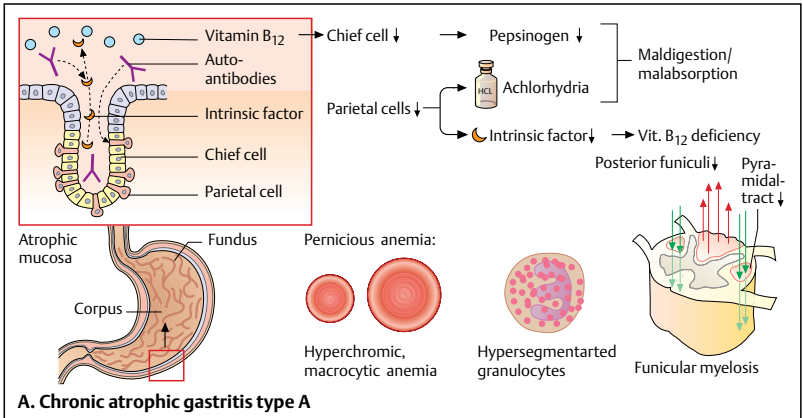 Vitamin B12
Auto-
antibodies
Intrinsic factor
Chief cell
Parietal cell
Chief cell
Pepsinogen
Maldigestion/
malabsorption
Parietal cells
HCL
Achlorhydria
Intrinsic factor
Vit. B12 deficiency
Posterior funiculi
Pyra-
midal-
tract
Atrophic
mucosa
Fundus
Corpus
Pernicious anemia:
Hyperchromic,
macrocytic anemia
Hypersegmentarted
granulocytes
Funicular myelosis
A. Chronic atrophic gastritis type A